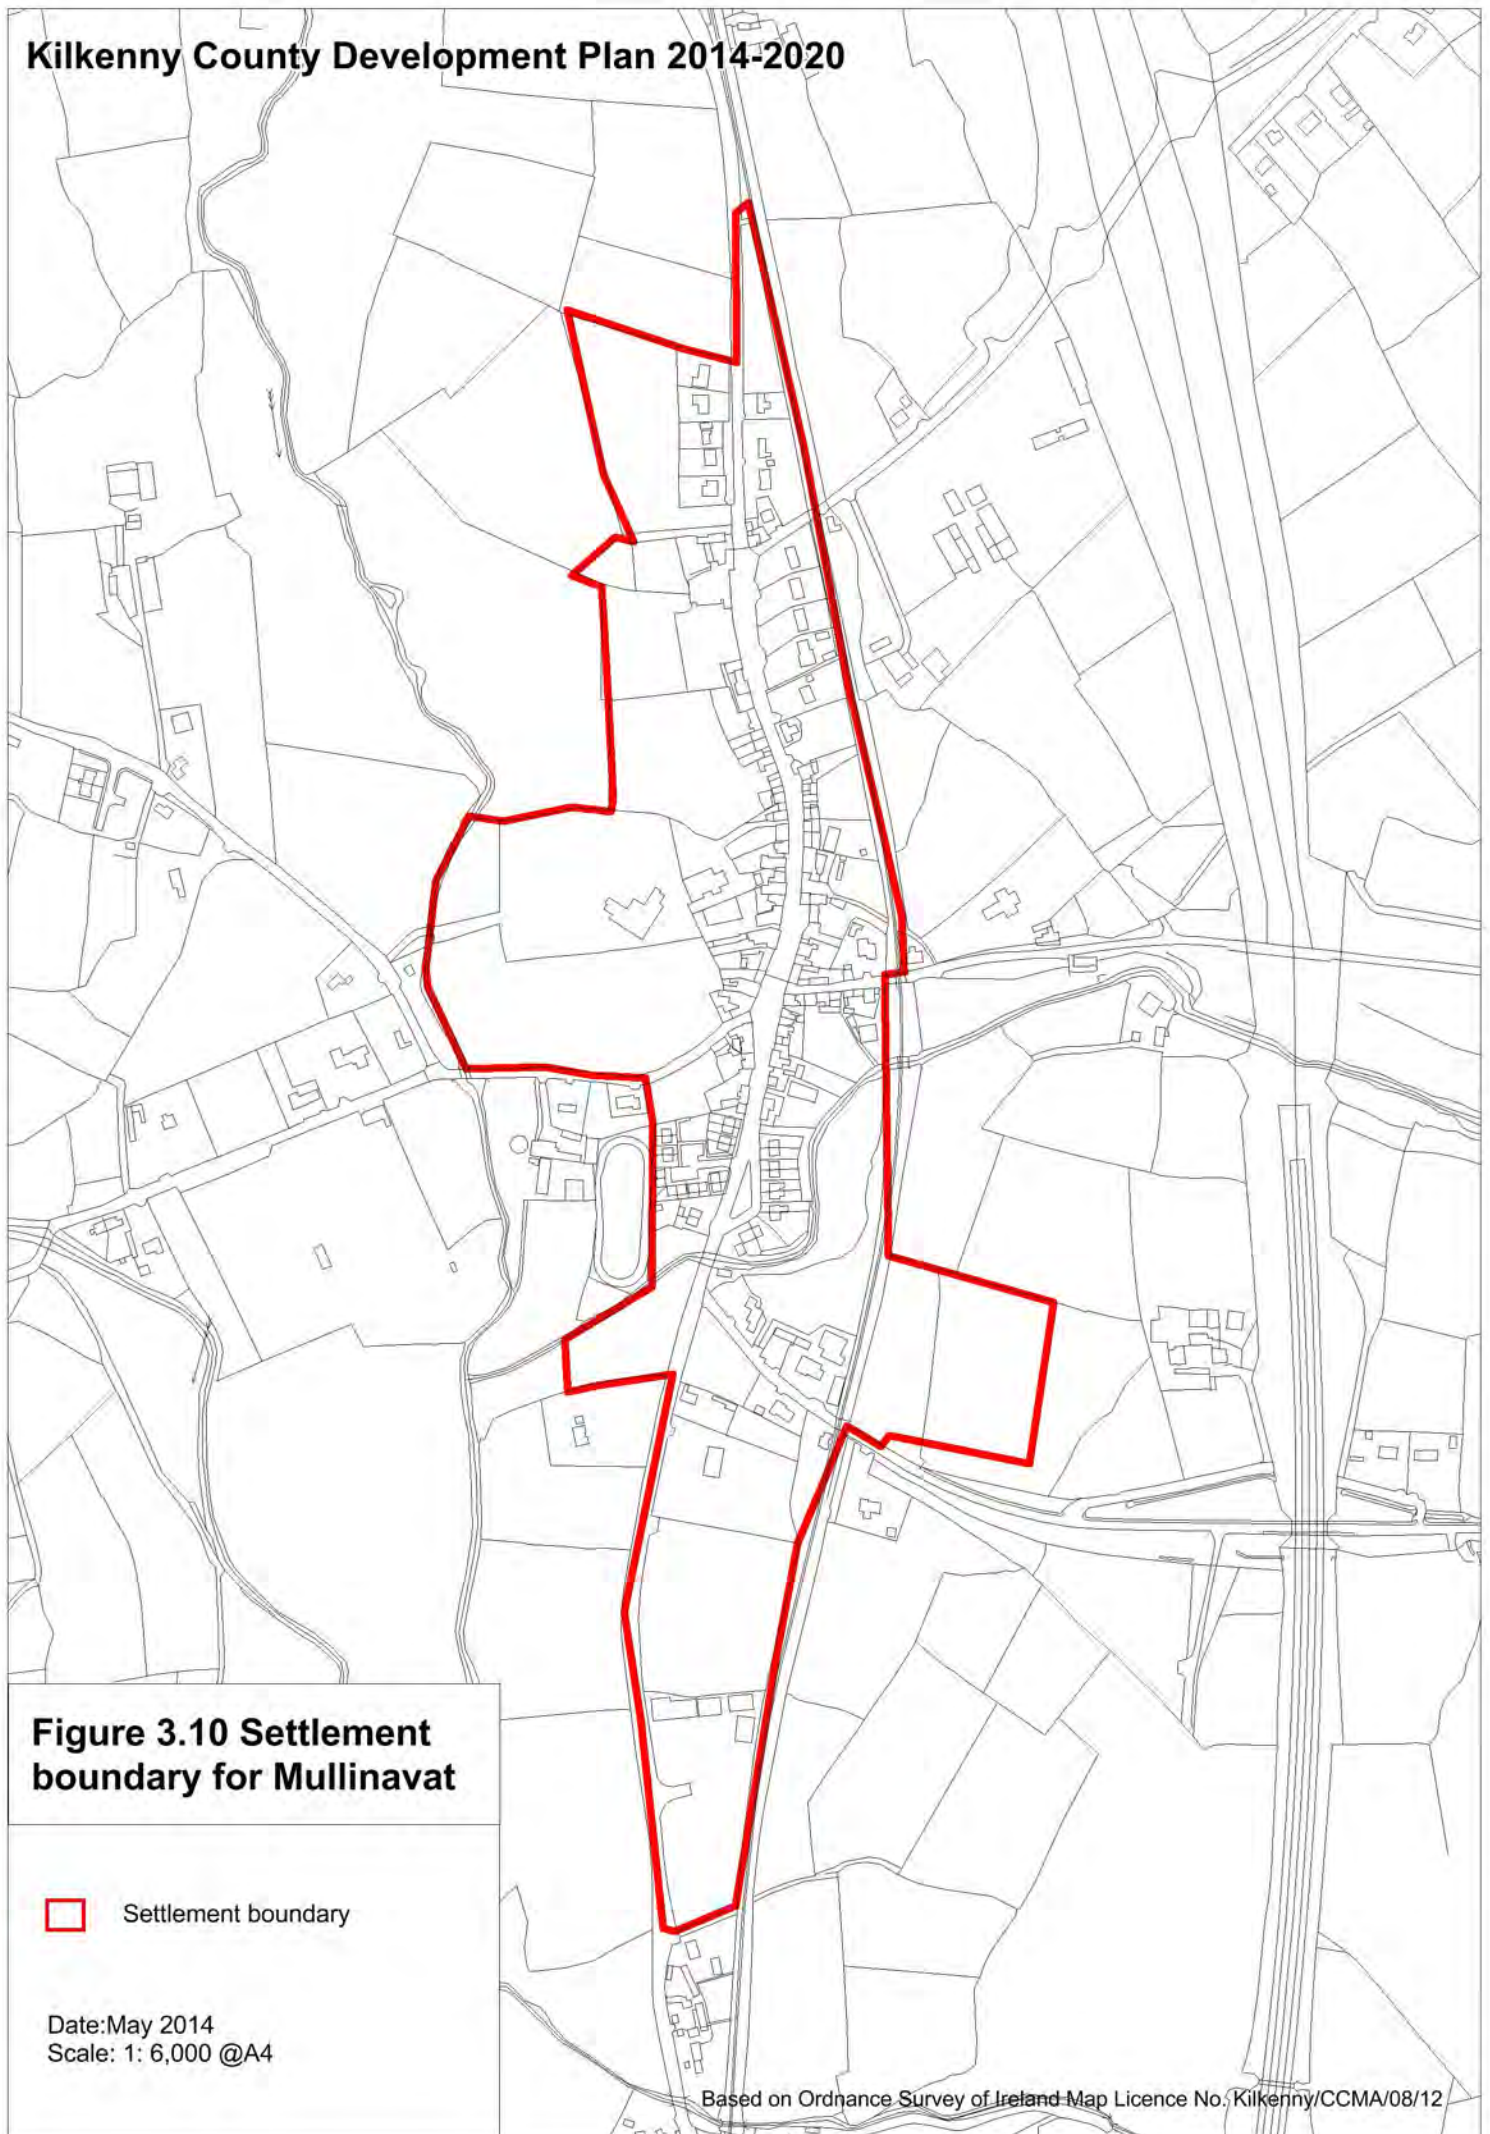 Kilkenny County Development Plan 2014-2020
Figure 3.10 Settlement
boundary for Mullinavat
Settlement boundary
Date:May 2014
Scale: 1: 6,000 @A4
Based on Ordnance Survey of Ireland Map Licence No. Kilkenny/CCMA/08/12